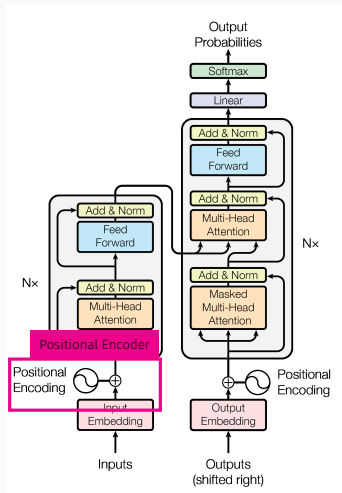 Output
Probabilities
Softmax
Linear
Add & Norm
Feed
Forward
Add & Norm
Multi-Head
Attention
Add & Norm
Masked
Multi-Head
Attention
Nx
Positional
Encoding
Output
Embedding
Outputs
(shifted right)
Add & Norm
Feed
Forward
Nx
Add & Norm
Multi-Head
Attention
Positional Encoder
Positional
Encoding
Input
Embedding
Inputs